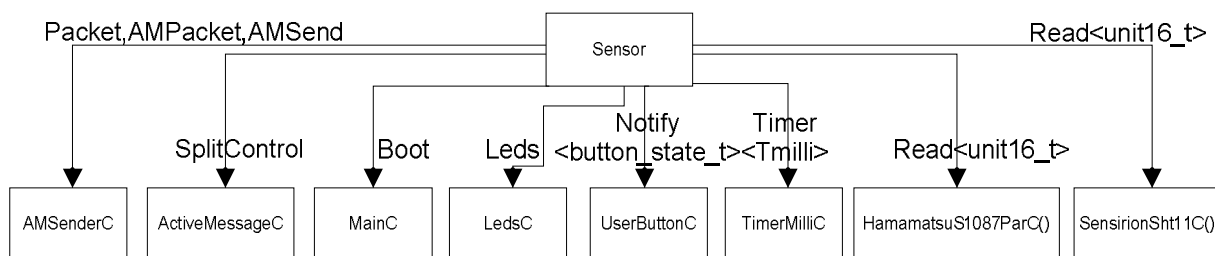 Packet,AMPacket,AMSend
Sensor
Read<unit16_t>
SplitControl
Boot
Leds
Notify
<button_state_t>
Timer
<Tmilli>
Read<unit16_t>
AMSenderC
ActiveMessageC
MainC
LedsC
UserButtonC
TimerMilliC
HamamatsuS1087ParC()
SensirionSht11C()